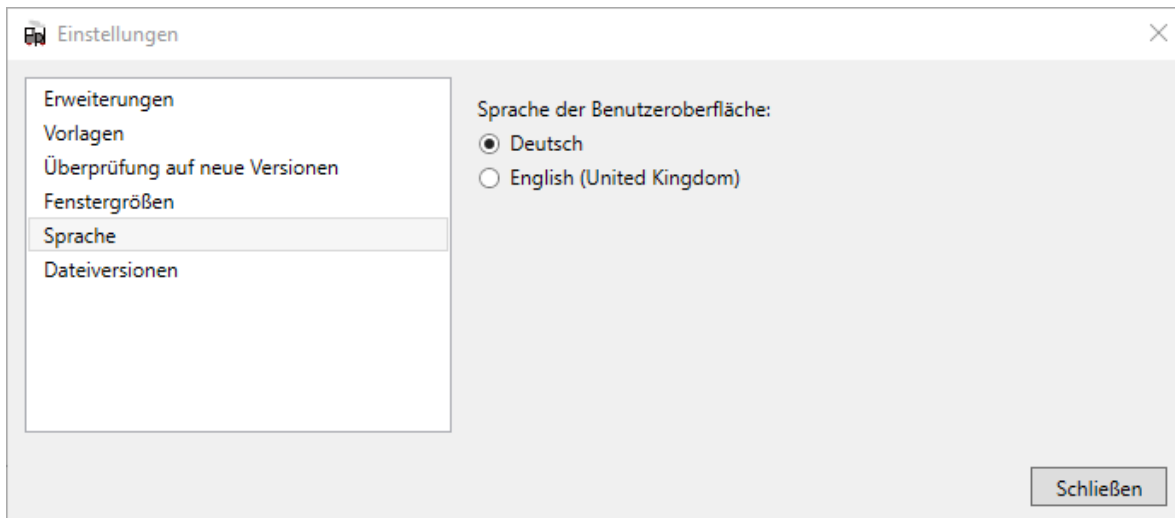 Einstellungen
Erweiterungen
Vorlagen
Überprüfung auf neue Versionen
Fenstergrößen
Sprache
Dateiversionen
Sprache der Benutzeroberfläche:
Deutsch
English (United Kingdom)
Schließen